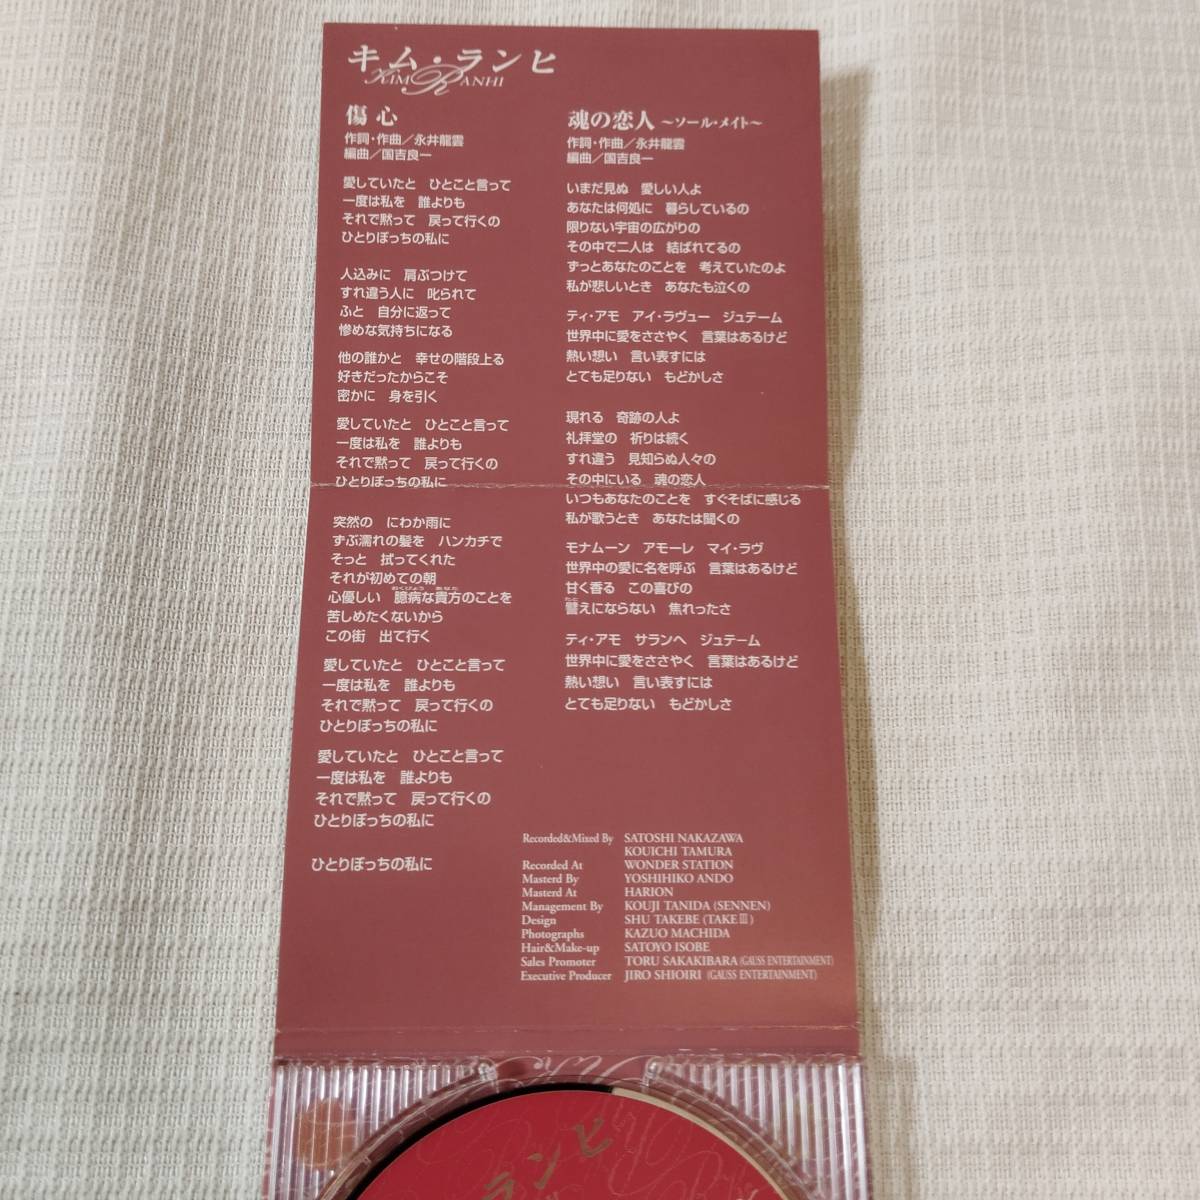 キム・ランヒ
KIM RANHI
傷心
作詞・作曲／永井龍雲
編曲／国吉良一
愛していたと　ひとこと言って
一度は私を　誰よりも
それで黙って　戻って行くの
ひとりぼっちの私に
人込みに　肩ぶつけて
すれ違う人に　叱られて
ふと　自分に返って
惨めな気持ちになる
他の誰かと　幸せの階段上る
好きだったからこそ
密かに　身を引く
愛していたと　ひとこと言って
一度は私を　誰よりも
それで黙って　戻って行くの
ひとりぼっちの私に
突然の　にわか雨に
ずぶ濡れの髪を　ハンカチで
そっと　拭ってくれた
それが初めての朝
おくびょう　あなた
心優しい　臆病な貴方のことを
苦しめたくないから
この街　出て行く
愛していたと　ひとこと言って
一度は私を　誰よりも
それで黙って　戻って行くの
ひとりぼっちの私に
愛していたと　ひとこと言って
一度は私を　誰よりも
それで黙って　戻って行くの
ひとりぼっちの私に
ひとりぼっちの私に
魂の恋人～ソール・メイト～
作詞・作曲／永井龍雲
編曲／国吉良一
いまだ見ぬ　愛しい人よ
あなたは何処に　暮らしているの
限りない宇宙の広がりの
その中で二人は　結ばれてるの
ずっとあなたのことを　考えていたのよ
私が悲しいとき　あなたも泣くの
ティ・アモ　アイ・ラヴュー　ジュテーム
世界中に愛をささやく　言葉はあるけど
熱い想い　言い表すには
とても足りない　もどかしさ
現れる　奇跡の人よ
礼拝堂の　祈りは続く
すれ違う　見知らぬ人々の
その中にいる　魂の恋人
いつもあなたのことを　すぐそばに感じる
私が歌うとき　あなたは聞くの
モナムーン　アモーレ　マイ・ラヴ
世界中の愛に名を呼ぶ　言葉はあるけど
甘く香る　この喜びの
たと
譬えにならない　焦れったさ
ティ・アモ　サランヘ　ジュテーム
世界中に愛をささやく　言葉はあるけど
熱い想い　言い表すには
とても足りない　もどかしさ
Recorded&Mixed By SATOSHI NAKAZAWA
KOUICHI TAMURA
Recorded At WONDER STATION
Masterd By YOSHIHIKO ANDO
Masterd At HARION
Management By KOUJI TANIDA (SENNEN)
Design SHU TAKEBE (TAKEⅢ)
Photographs KAZUO MACHIDA
Hair&Make-up SATOYO ISOBE
Sales Promoter TORU SAKAKIBARA (GAUSS ENTERTAINMENT)
Executive Producer JIRO SHIOIRI (GAUSS ENTERTAINMENT)
ランヒ